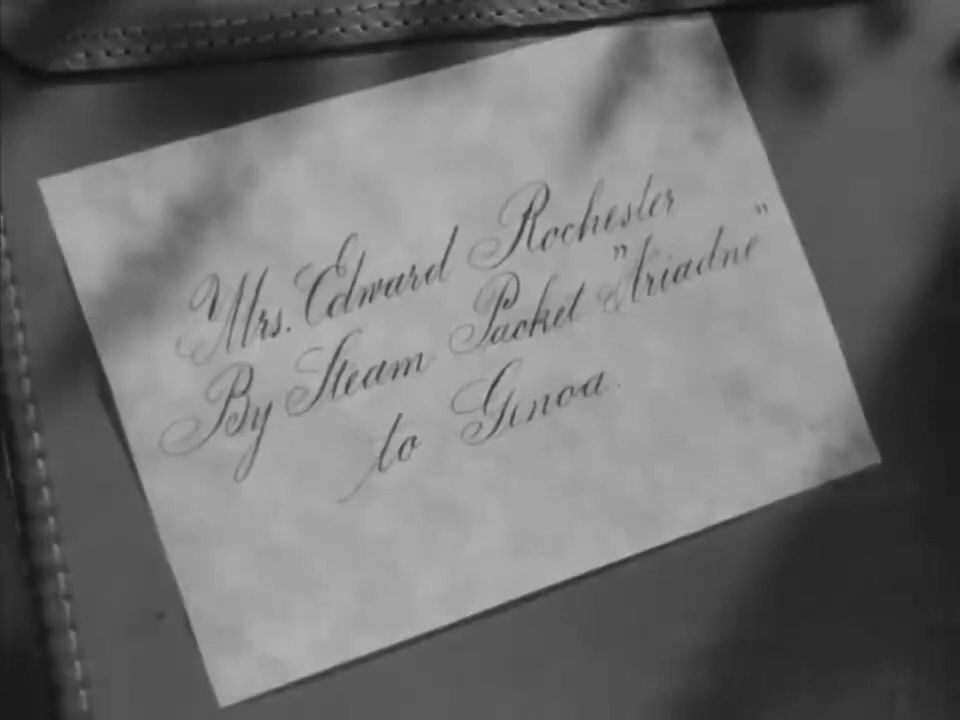 Mrs. Edward Rochester
By Steam Packet "Ariadne"
to Genoa.